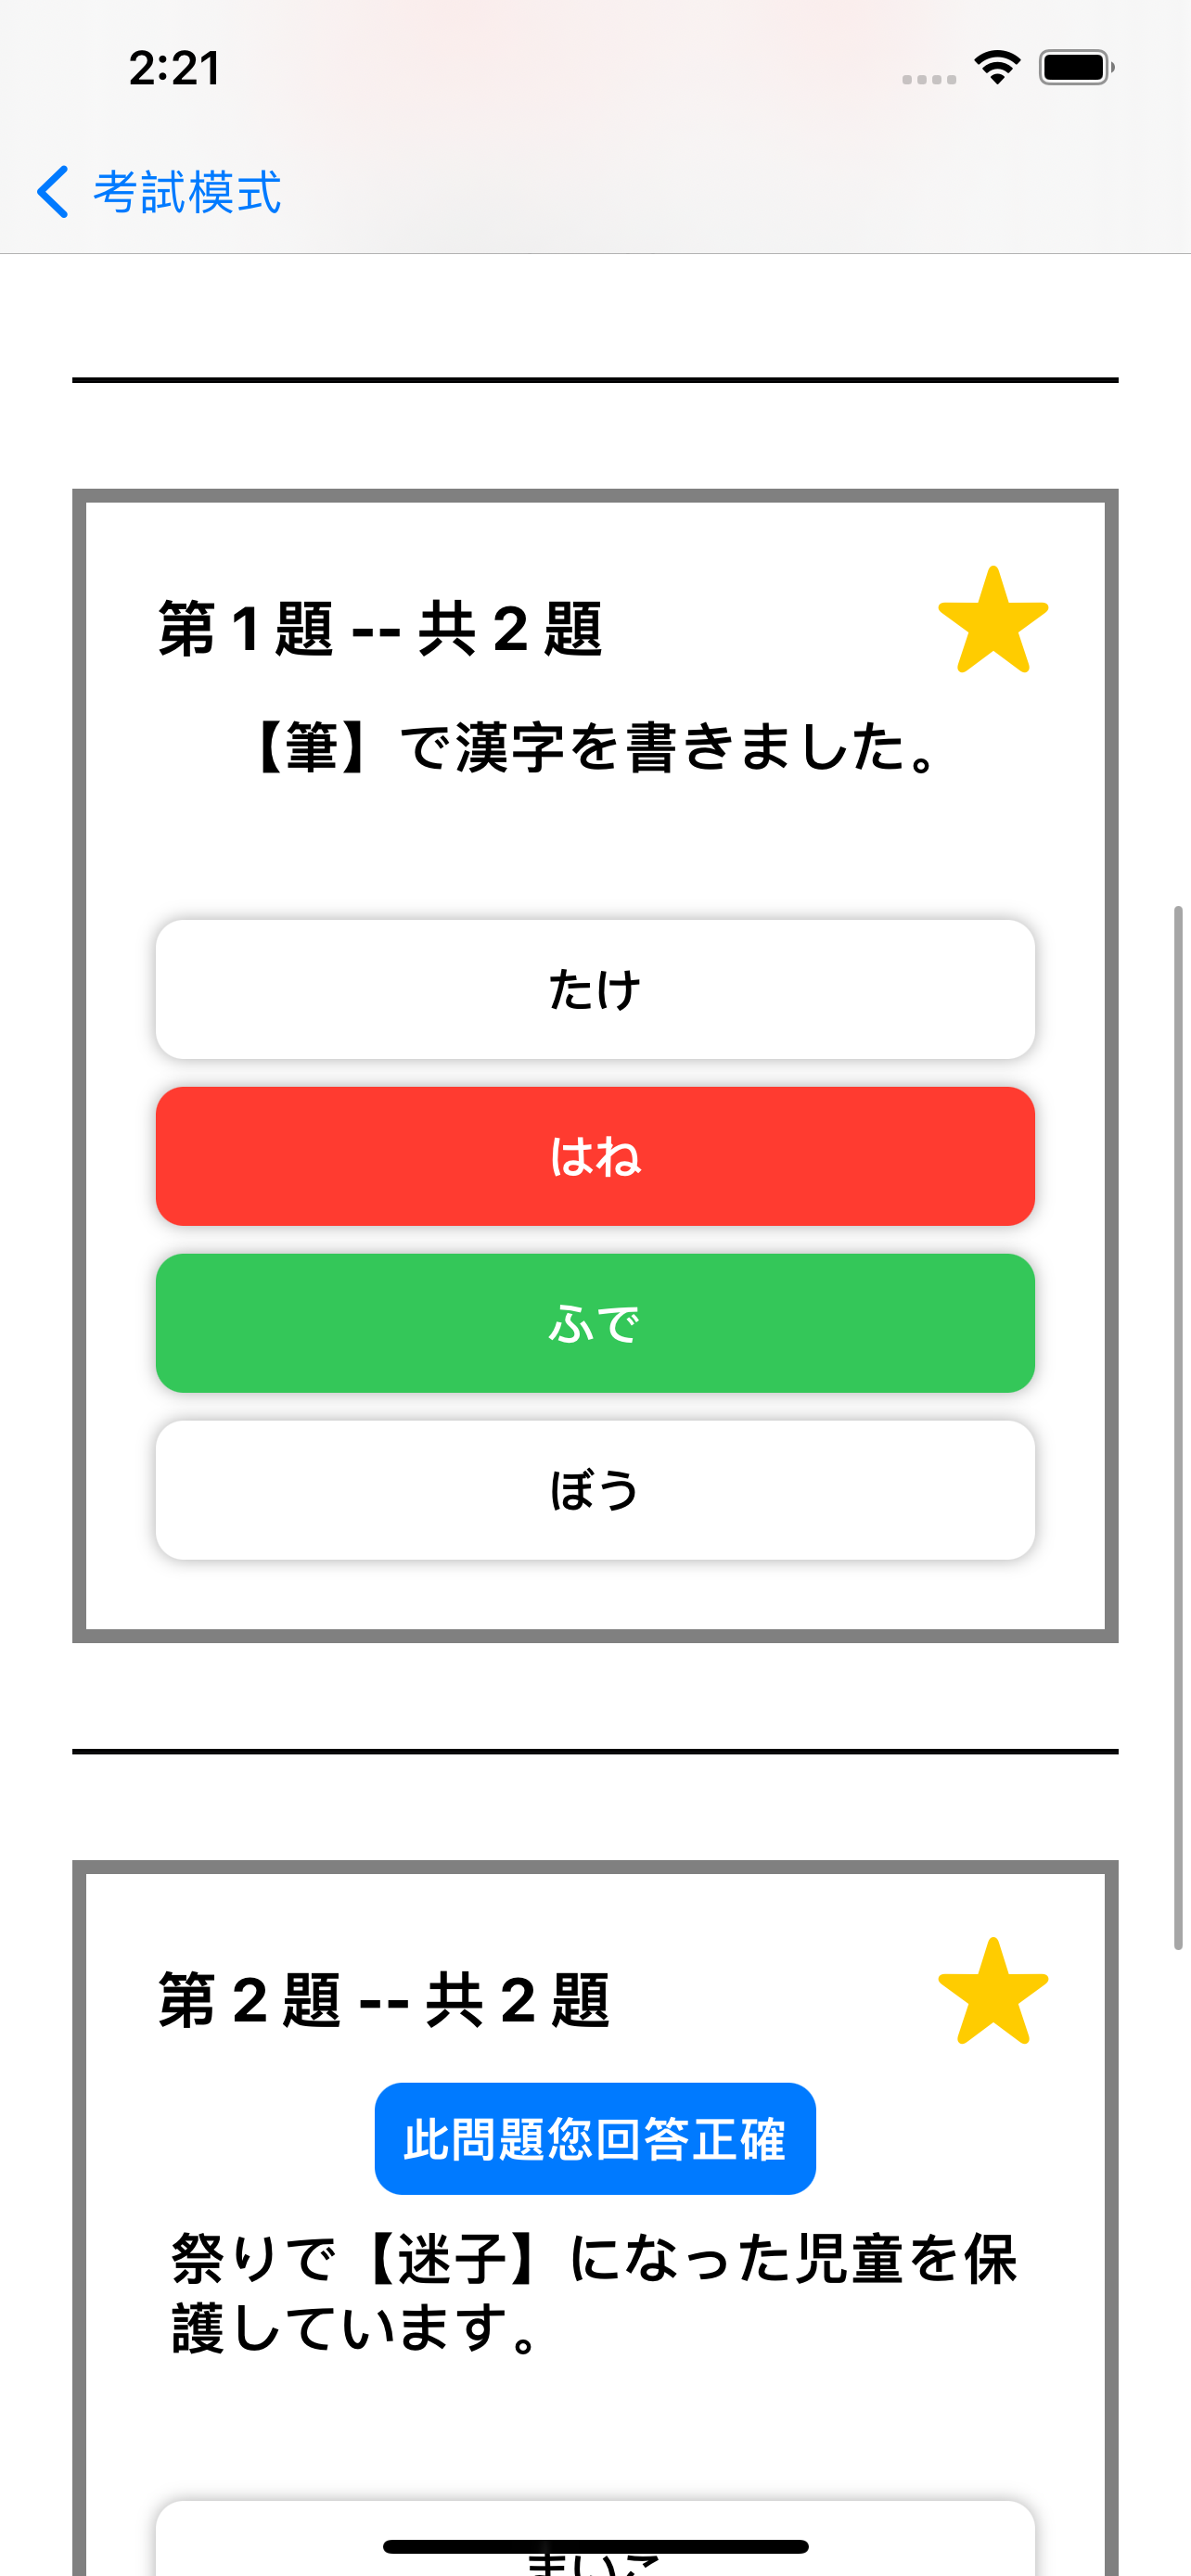 2:21
考試模式
第 1 題 -- 共 2 題
【筆】で漢字を書きました。
たけ
はね
ふで
ぼう
第 2 題 -- 共 2 題
此問題您回答正確
祭りで【迷子】になった児童を保
護しています。
まいご